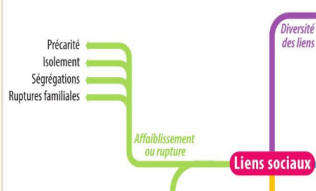 Précarité
Isolement
Ségrégations
Ruptures familiales
Affaiblissement
ou rupture
Diversité
des liens
Liens sociaux